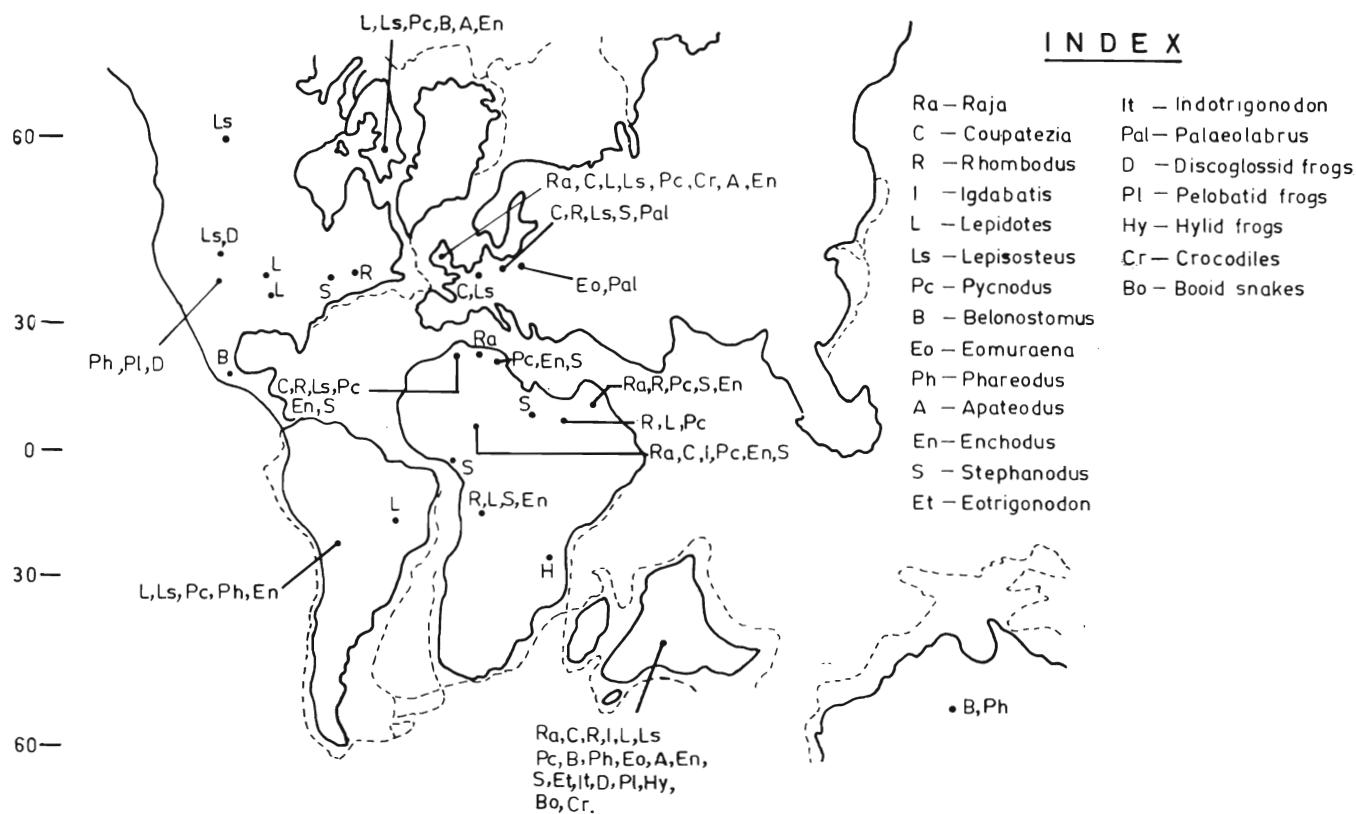 L,Ls,Pc,B,A,En
INDEX
60
Ls
Ra – Raja
C – Coupatezia
R – Rhombodus
I – Igdabatis
L – Lepidotes
Ls – Lepisosteus
Pc – Pycnodus
B – Belonostomus
Eo – Eomuraena
Ph – Phareodus
A – Apateodus
En – Enchodus
S – Stephanodus
Et – Eotrigonodon
It – Indotrigonodon
Pal – Palaeolabrus
D – Discoglossid frogs
Pl – Pelobatid frogs
Hy – Hylid frogs
Cr – Crocodiles
Bo – Booid snakes
Ra,C,L,Ls,Pc,Cr,A,En
C,R,Ls,S,Pal
Ls,D
L
L
S
R
C,Ls
Eo,Pal
30
Ph,Pl,D
B
Ra
Pc,En,S
C,R,Ls,Pc
En,S
Ra,R,Pc,S,En
S
R,L,Pc
0
Ra,C,I,Pc,En,S
S
L
R,L,S,En
H
30
L,Ls,Pc,Ph,En
B,Ph
60
Ra,C,R,I,L,Ls
Pc,B,Ph,Eo,A,En,
S,Et,It,D,Pl,Hy,
Bo,Cr.